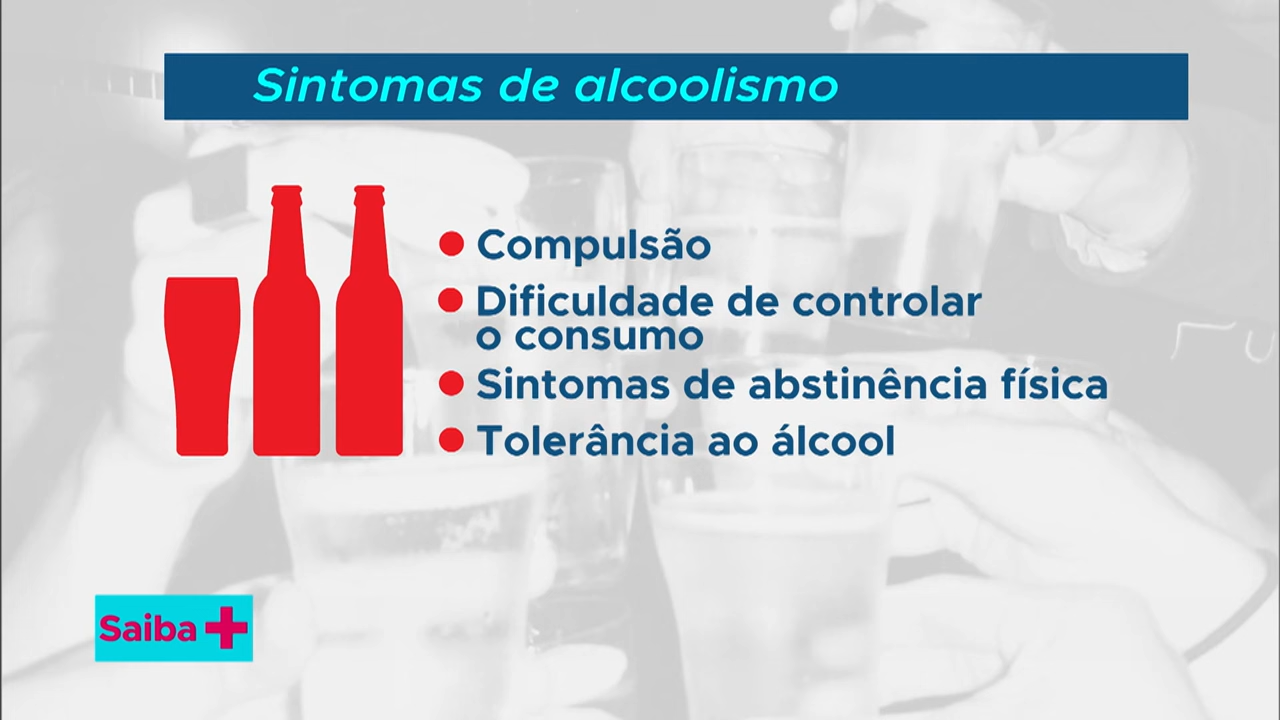 Sintomas de alcoolismo
Compulsão
Dificuldade de controlar
o consumo
Sintomas de abstinência física
Tolerância ao álcool
Saiba +